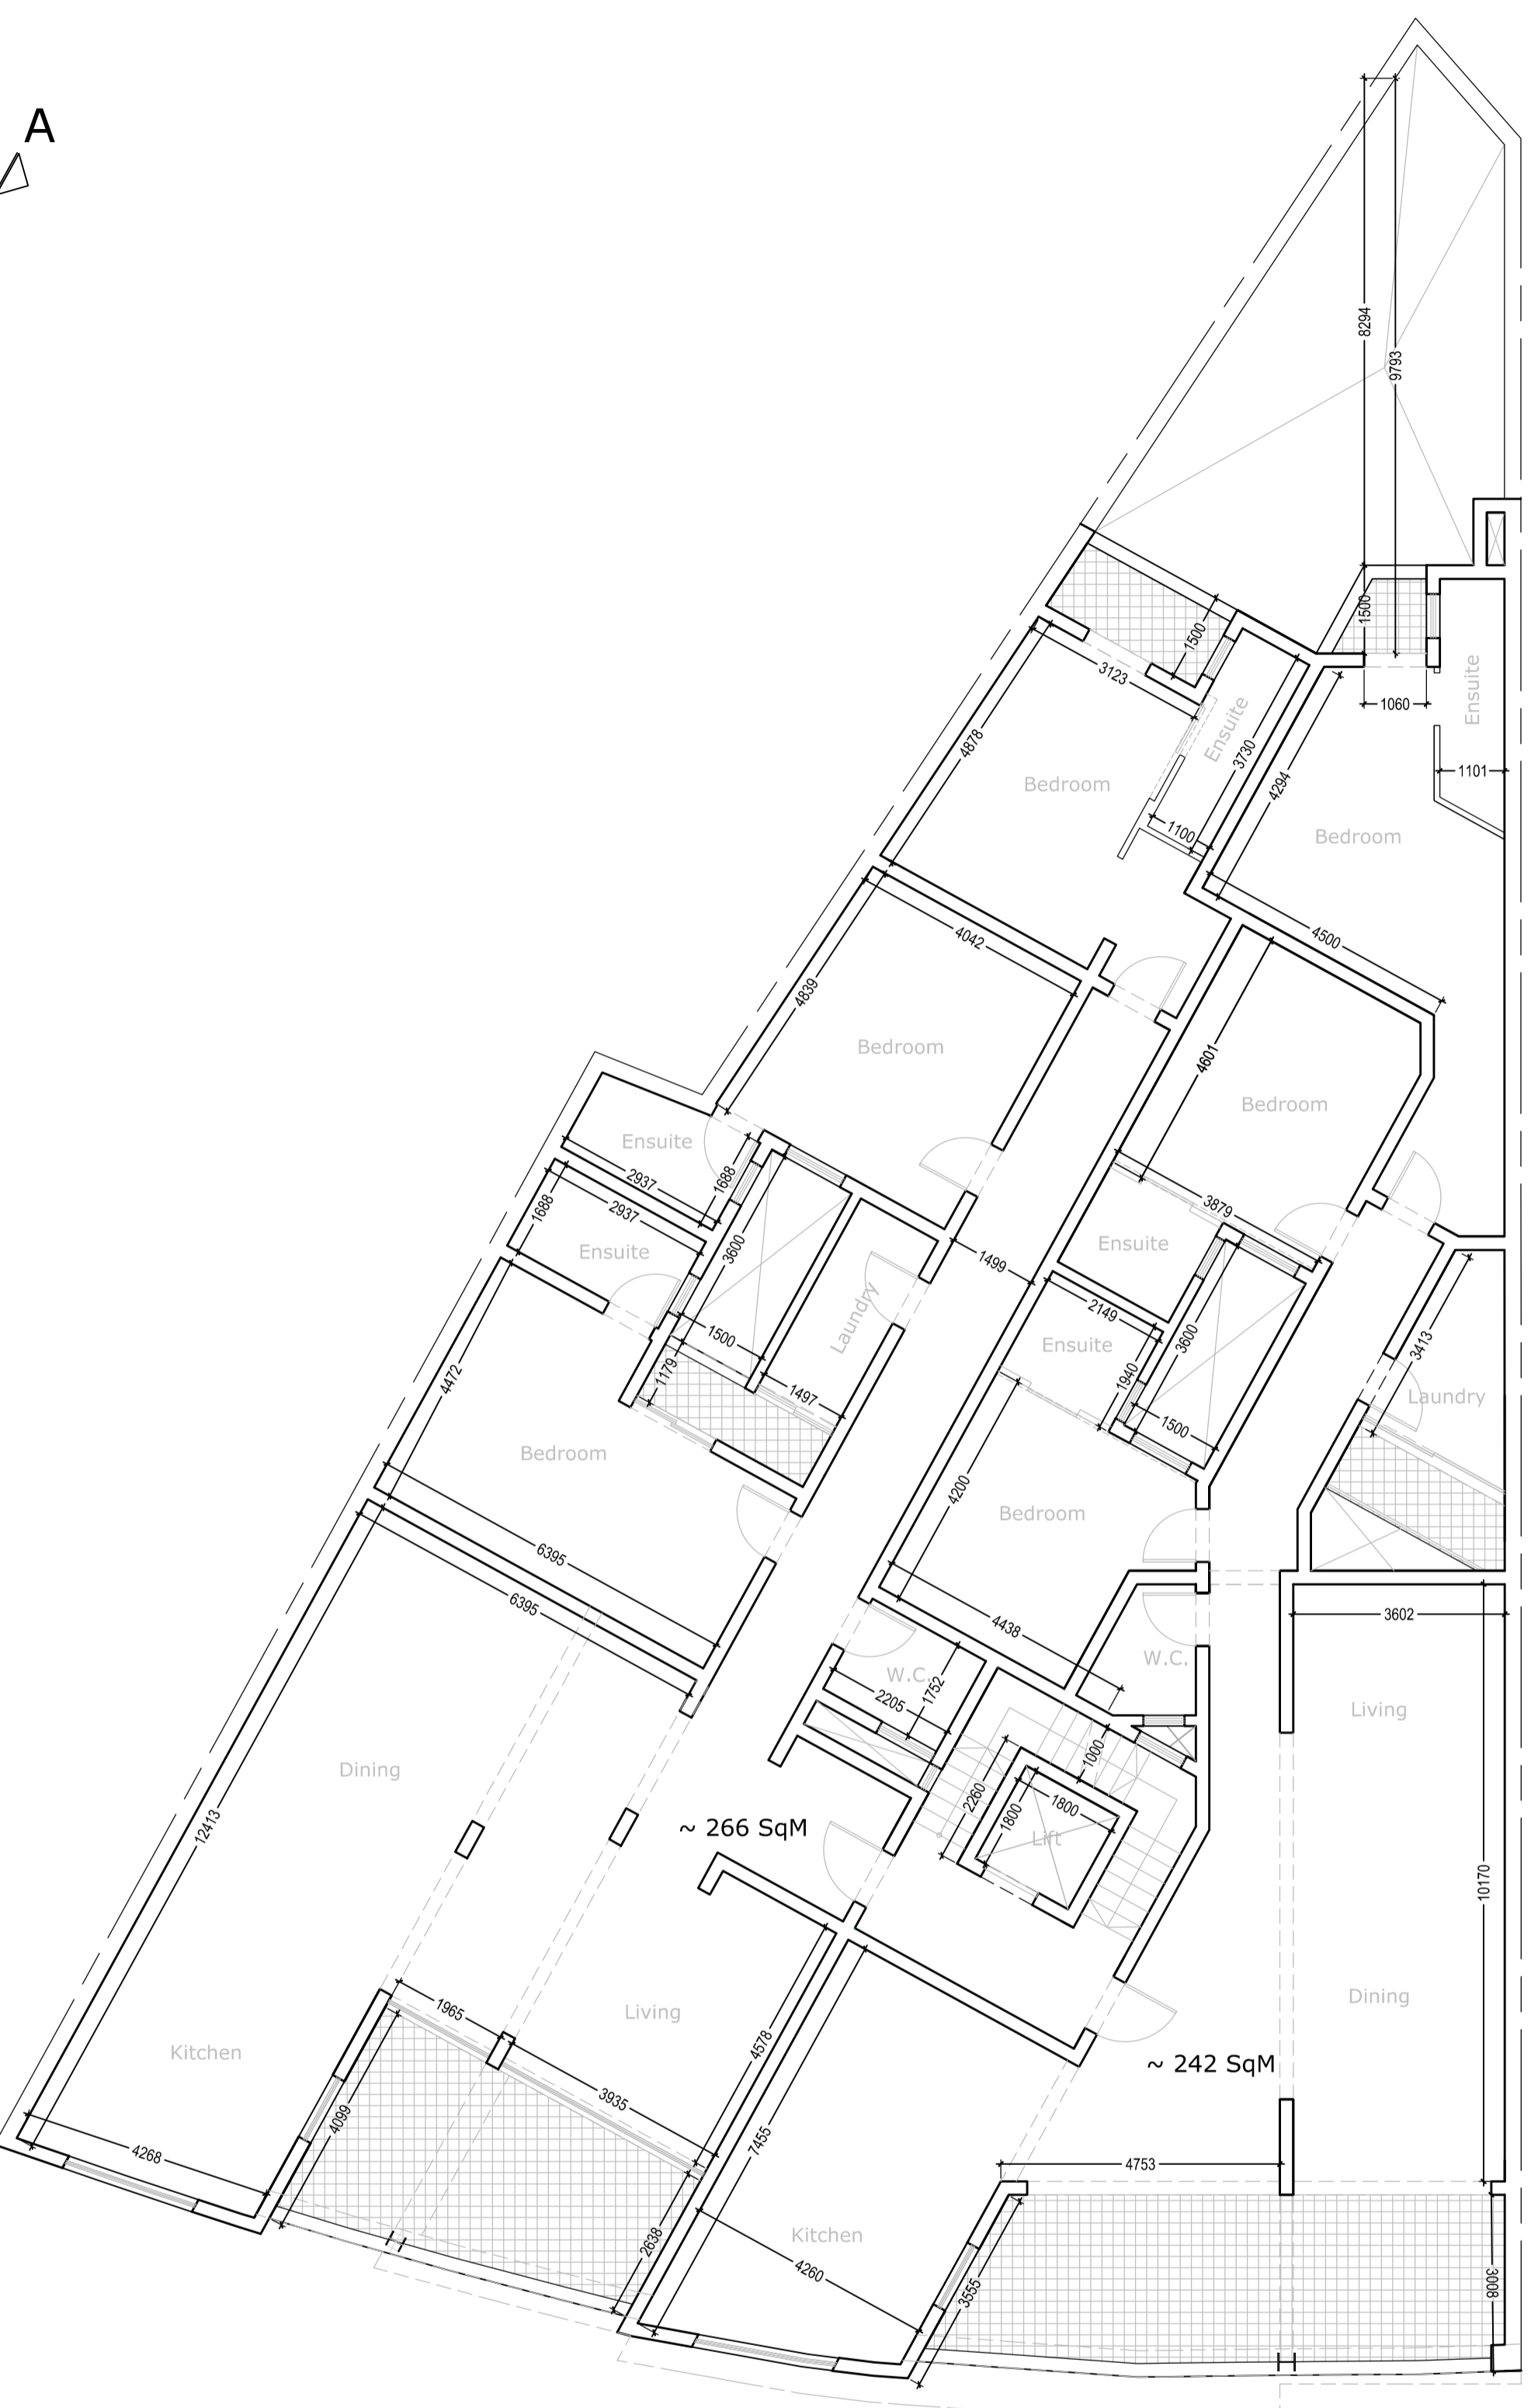 A
8294
9793
1500
1500
3123
Ensuite
1060
Ensuite
4878
3730
1101
4294
Bedroom
1100
Bedroom
4500
4042
4839
Bedroom
4601
Bedroom
Ensuite
2937
1688
3879
2937
1688
Ensuite
3600
Ensuite
1499
2149
Laundry
1500
Ensuite
3600
3413
1179
1940
4472
1497
Laundry
1500
Bedroom
4200
Bedroom
6395
6395
4438
3602
W.C.
W.C.
1752
2205
Living
1000
Dining
2260
1800
1800
12413
~ 266 SqM
Lift
10170
Dining
1965
Living
4578
Kitchen
~ 242 SqM
3935
4099
7455
4268
4753
Kitchen
2638
4260
3555
3008